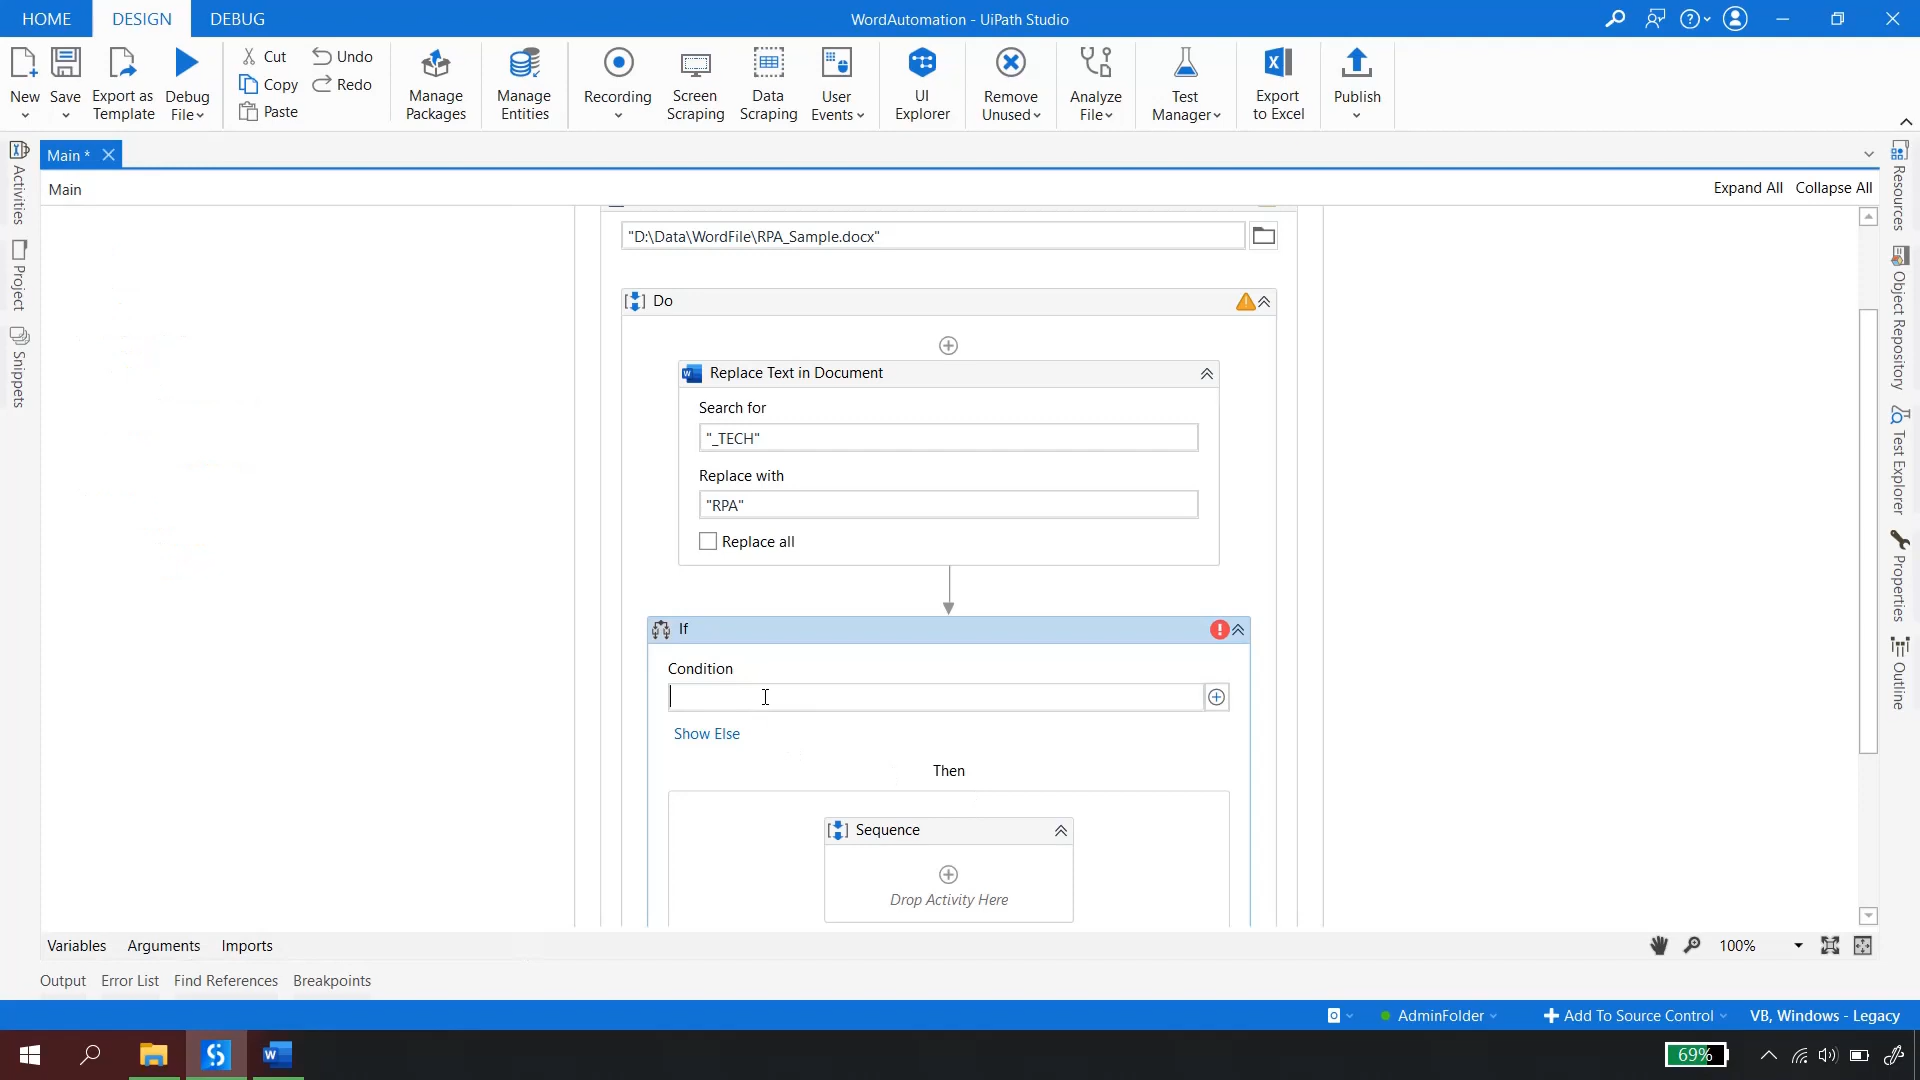 HOME DESIGN DEBUG
WordAutomation - UiPath Studio
New
Save
Export as Template
Debug File
Cut
Copy
Paste
Undo
Redo
Manage Packages
Manage Entities
Recording
Screen Scraping
Data Scraping
User Events
UI Explorer
Remove Unused
Analyze File
Test Manager
Export to Excel
Publish
Main *
Main
Expand All Collapse All
Activities
Project
Snippets
"D:\Data\WordFile\RPA_Sample.docx"
Do
Replace Text in Document
Search for
"_TECH"
Replace with
"RPA"
Replace all
If
Condition
Show Else
Then
Sequence
Drop Activity Here
Resources
Object Repository
Test Explorer
Properties
Outline
Variables Arguments Imports
100%
Output Error List Find References Breakpoints
AdminFolder
Add To Source Control
VB, Windows - Legacy
69%